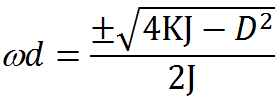 ωd = ±√(4KJ − D²) / 2J